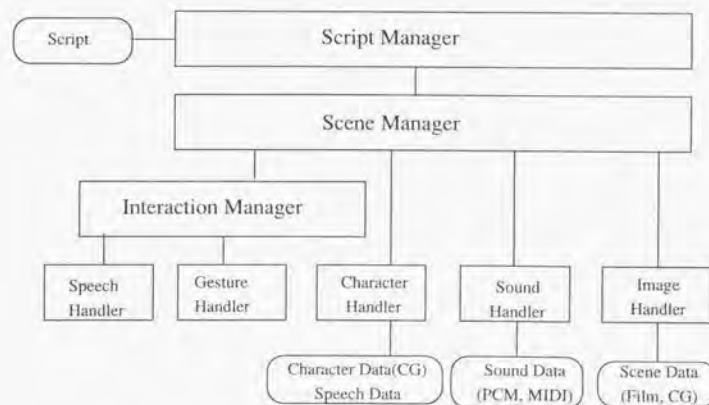 Script
Script Manager
Scene Manager
Interaction Manager
Speech
Handler
Gesture
Handler
Character
Handler
Sound
Handler
Image
Handler
Character Data(CG)
Speech Data
Sound Data
(PCM, MIDI)
Scene Data
(Film, CG)